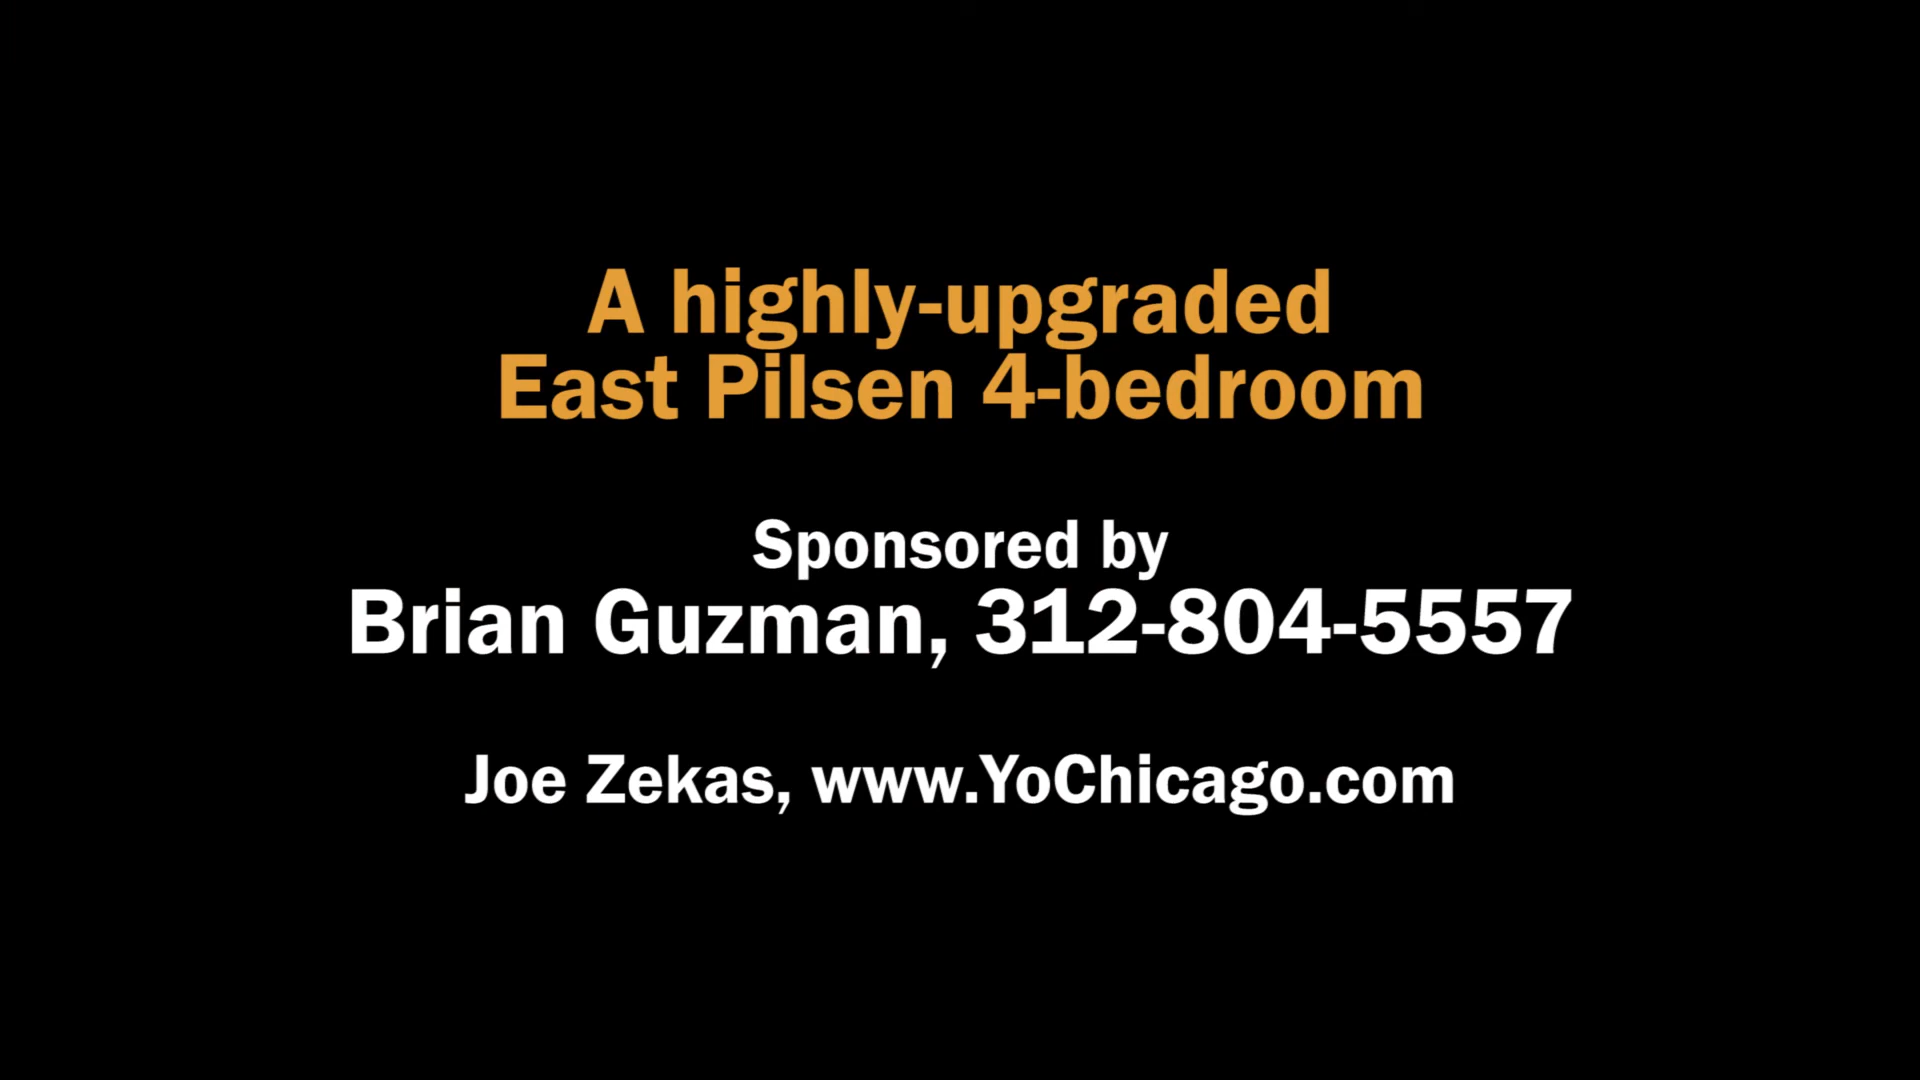 A highly-upgraded
East Pilsen 4-bedroom
Sponsored by
Brian Guzman, 312-804-5557
Joe Zekas, www.YoChicago.com